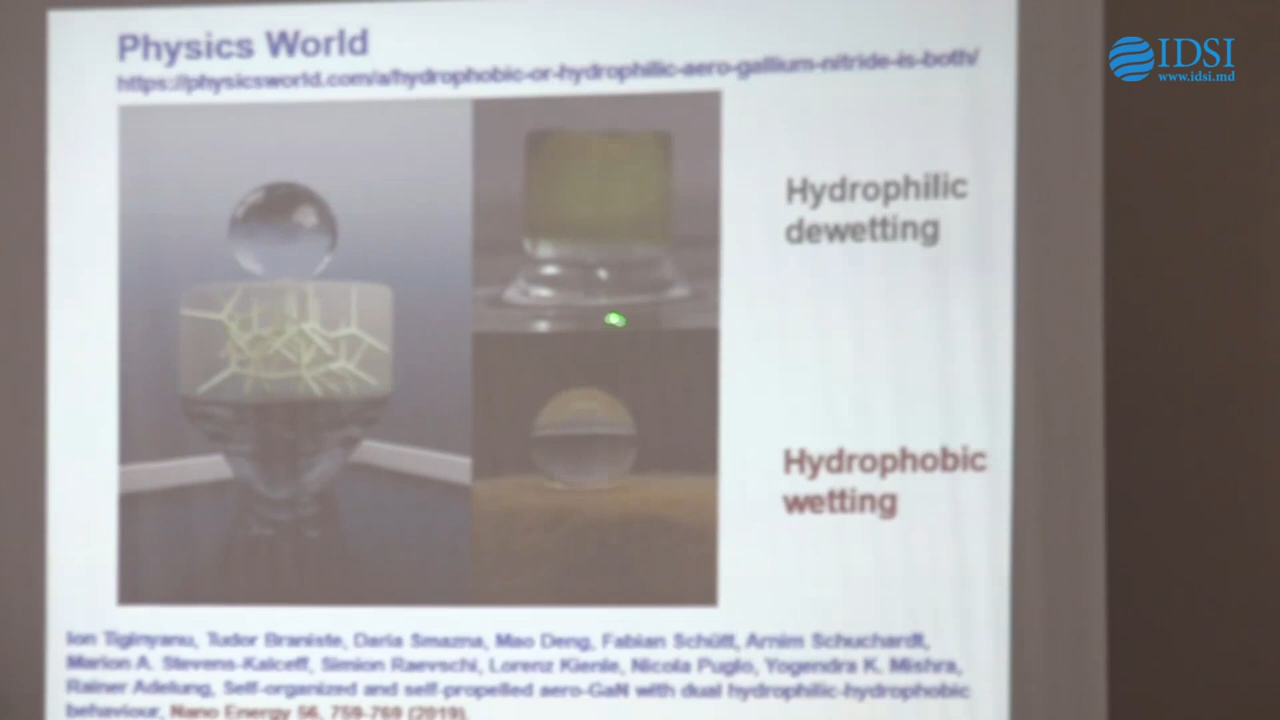 Physics World
https://physicsworld.com/a/hydrophobic-or-hydrophilic-aero-gallium-nitride-is-both/
IDSI
www.idsi.md
Hydrophilic
dewetting
Hydrophobic
wetting
Ion Tiginyanu, Tudor Braniste, Daria Smazna, Mao Deng, Fabian Schütt, Arnim Schuchardt,
Marion A. Stevens-Kalceff, Simion Raevschi, Lorenz Kienle, Nicola Puglo, Yogendra K. Mishra,
Rainer Adelung, Self-organized and self-propelled aero-GaN with dual hydrophilic-hydrophobic
behaviour, Nano Energy 56, 759-769 (2019).